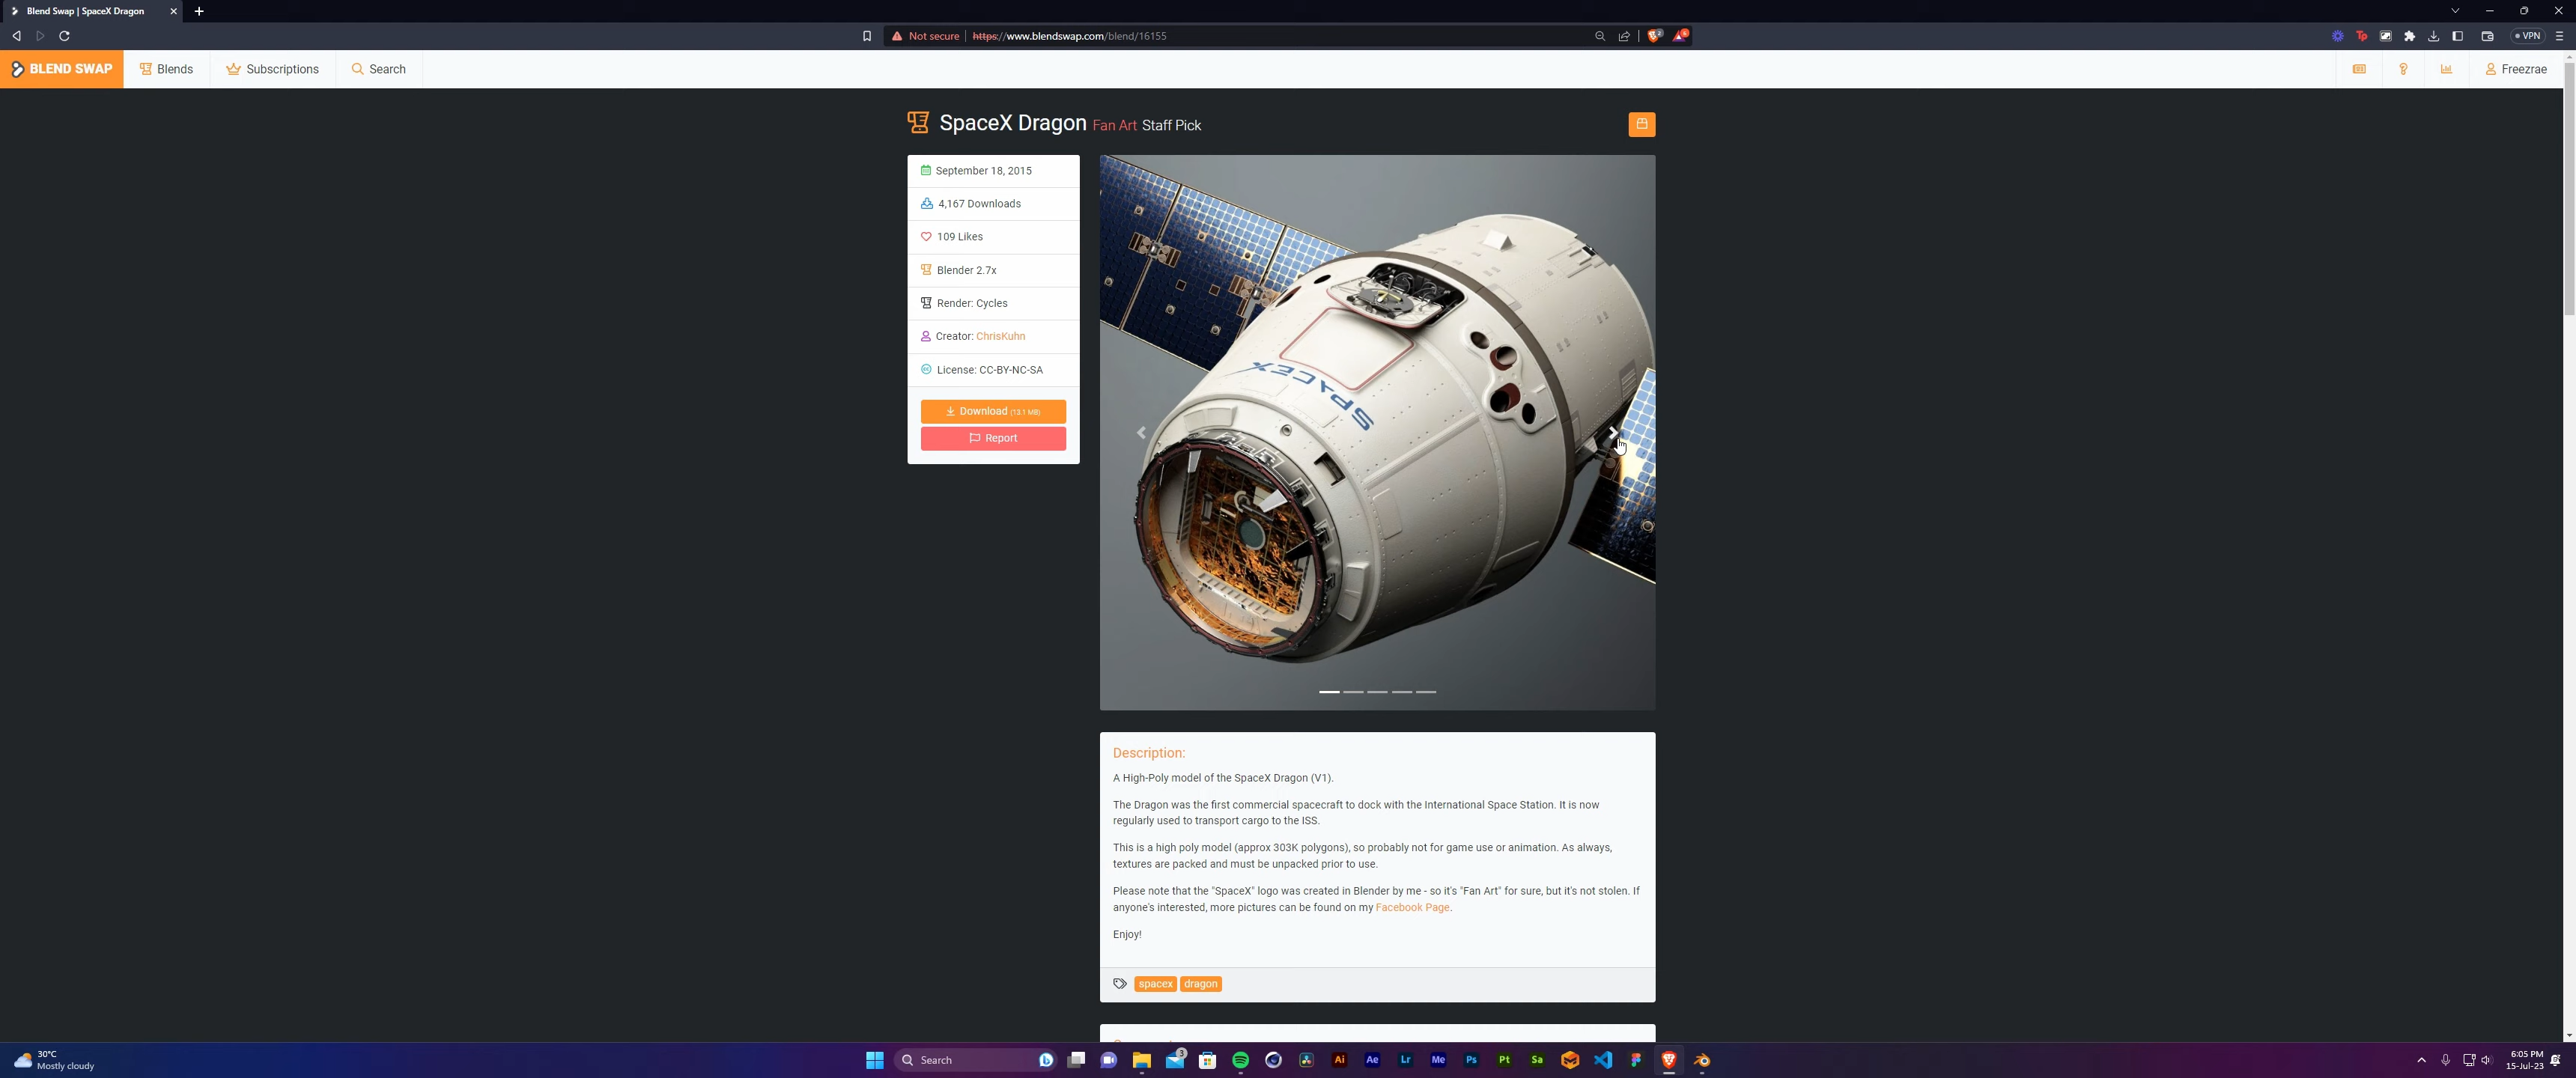 Blend Swap | SpaceX Dragon
Not secure https://www.blendswap.com/blend/16155
VPN
BLEND SWAP Blends Subscriptions Search Freezrae
SpaceX Dragon Fan Art Staff Pick
September 18, 2015
4,167 Downloads
109 Likes
Blender 2.7x
Render: Cycles
Creator: ChrisKuhn
License: CC-BY-NC-SA
Download (13.1 MB)
Report
SPACEX
Description:
A High-Poly model of the SpaceX Dragon (V1).
The Dragon was the first commercial spacecraft to dock with the International Space Station. It is now
regularly used to transport cargo to the ISS.
This is a high poly model (approx 303K polygons), so probably not for game use or animation. As always,
textures are packed and must be unpacked prior to use.
Please note that the "SpaceX" logo was created in Blender by me - so it's "Fan Art" for sure, but it's not stolen. If
anyone's interested, more pictures can be found on my Facebook Page.
Enjoy!
spacex dragon
30°C
Mostly cloudy
Search
3
Ai Ae Lr Me Ps Pt Sa
6:05 PM
15-Jul-23